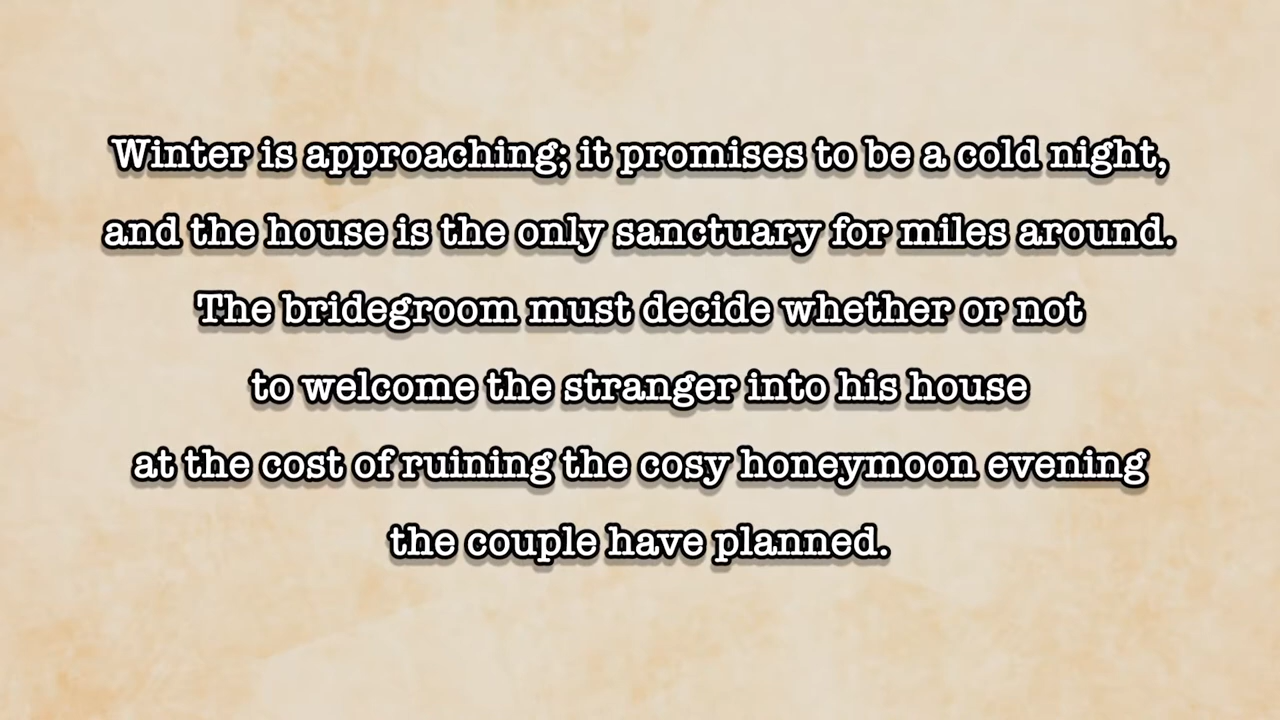 Winter is approaching; it promises to be a cold night,
and the house is the only sanctuary for miles around.
The bridegroom must decide whether or not
to welcome the stranger into his house
at the cost of ruining the cosy honeymoon evening
the couple have planned.